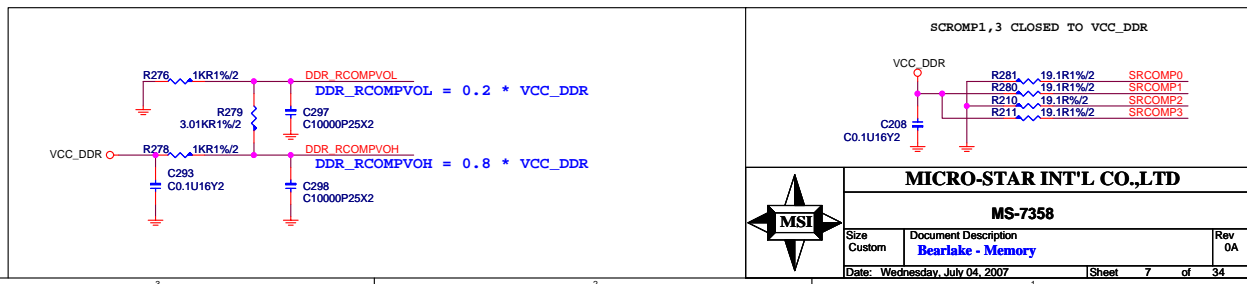 SCROMP1,3 CLOSED TO VCC_DDR
R276 1KR1%/2 DDR_RCOMPVOL
DDR_RCOMPVOL = 0.2 * VCC_DDR
R279
3.01KR1%/2
C297
C10000P25X2
VCC_DDR
R278 1KR1%/2 DDR_RCOMPVOH
DDR_RCOMPVOH = 0.8 * VCC_DDR
C293
C0.1U16Y2
C298
C10000P25X2
VCC_DDR
R281 19.1R1%/2 SRCOMP0
R280 19.1R1%/2 SRCOMP1
R210 19.1R%/2 SRCOMP2
R211 19.1R1%/2 SRCOMP3
C208
C0.1U16Y2
MSI
MICRO-STAR INT'L CO.,LTD
MS-7358
Size
Custom
Document Description
Bearlake - Memory
Rev
0A
Date: Wednesday, July 04, 2007 Sheet 7 of 34